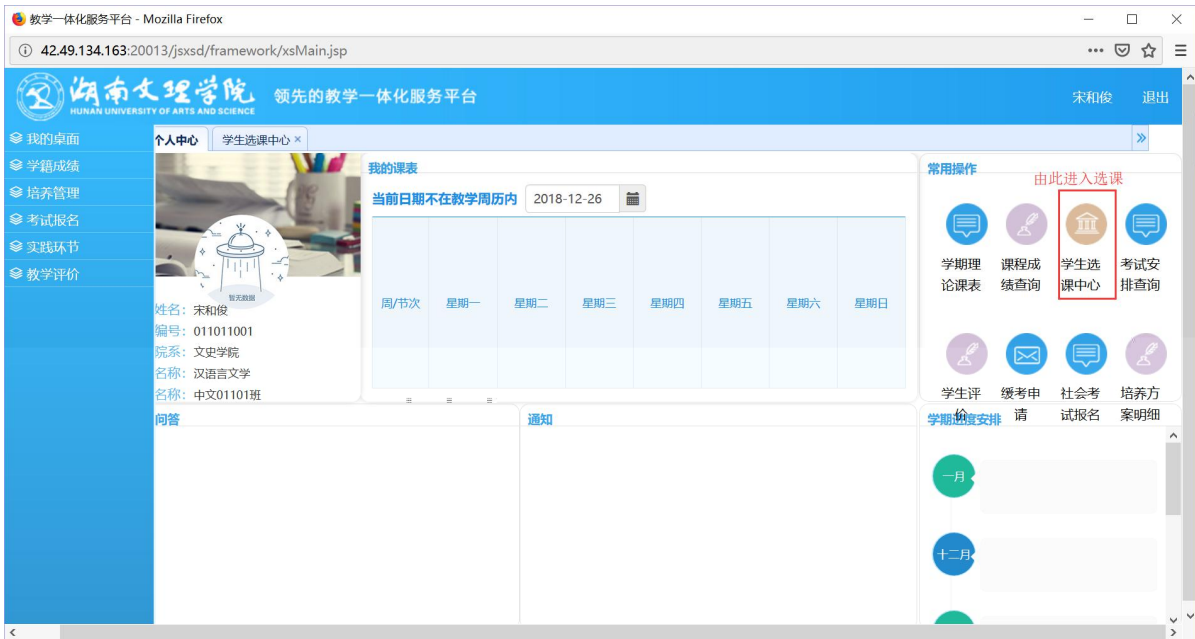 教学一体化服务平台 - Mozilla Firefox
42.49.134.163:20013/jsxsd/framework/xsMain.jsp
湖南文理学院
HUNAN UNIVERSITY OF ARTS AND SCIENCE
领先的教学一体化服务平台
宋和俊 退出
我的桌面
学籍成绩
培养管理
考试报名
实践环节
教学评价
个人中心 学生选课中心 ×
暂无数据
姓名：宋和俊
编号：011011001
院系：文史学院
名称：汉语言文学
名称：中文01101班
我的课表
当前日期不在教学周历内 2018-12-26
周/节次 星期一 星期二 星期三 星期四 星期五 星期六 星期日
常用操作
由此进入选课
学期理论课表
课程成绩查询
学生选课中心
考试安排查询
学生评价
缓考申请
社会考试报名
培养方案明细
问答
通知
学期进度安排
一月
十二月